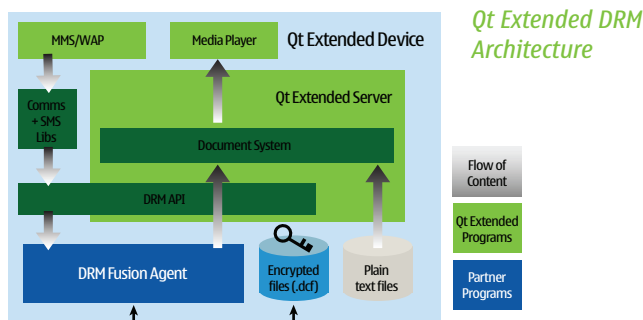 Qt Extended DRM
Architecture
MMS/WAP
Media Player
Qt Extended Device
Comms
+ SMS
Libs
Qt Extended Server
Document System
DRM API
DRM Fusion Agent
Encrypted
files (.dcf)
Plain
text files
Flow of
Content
Qt Extended
Programs
Partner
Programs